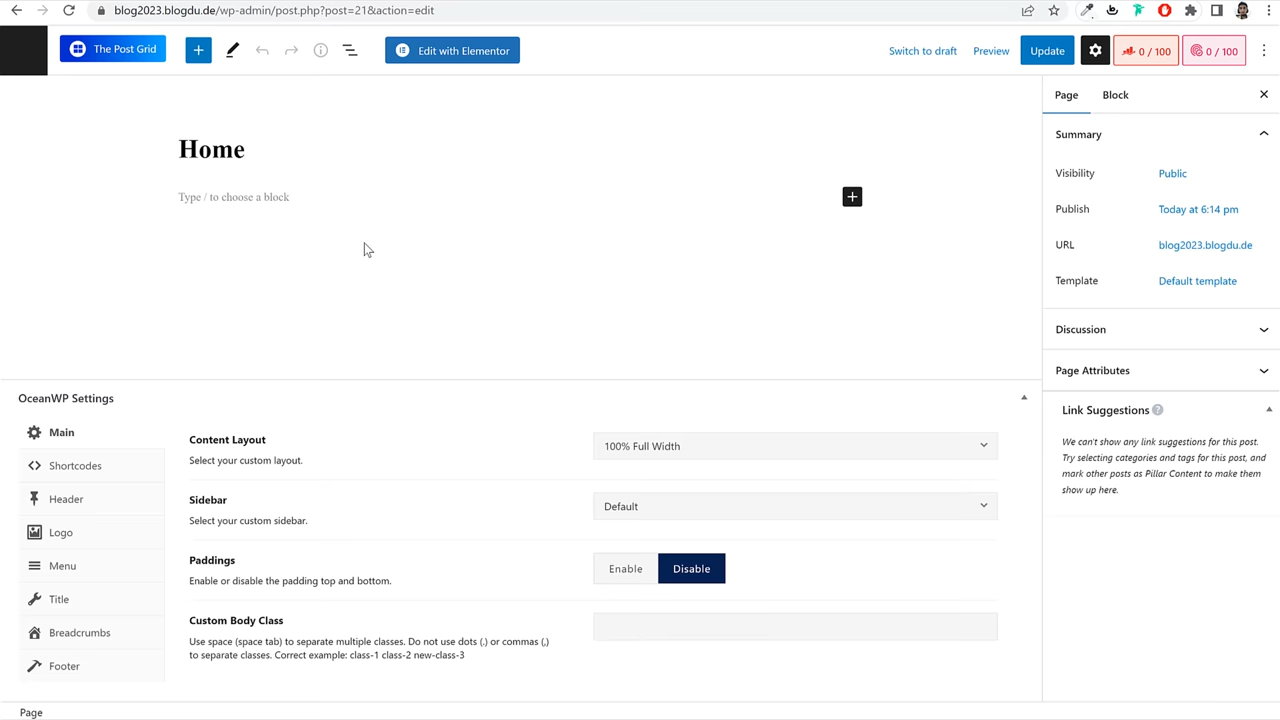 blog2023.blogdu.de/wp-admin/post.php?post=21&action=edit
The Post Grid
Edit with Elementor
Switch to draft
Preview
Update
0 / 100
0 / 100
Page
Block
Summary
Visibility
Public
Publish
Today at 6:14 pm
URL
blog2023.blogdu.de
Template
Default template
Discussion
Page Attributes
Link Suggestions ?
We can't show any link suggestions for this post.
Try selecting categories and tags for this post, and
mark other posts as Pillar Content to make them
show up here.
Home
Type / to choose a block
OceanWP Settings
Main
Shortcodes
Header
Logo
Menu
Title
Breadcrumbs
Footer
Content Layout
Select your custom layout.
100% Full Width
Sidebar
Select your custom sidebar.
Default
Paddings
Enable or disable the padding top and bottom.
Enable
Disable
Custom Body Class
Use space (space tab) to separate multiple classes. Do not use dots (.) or commas (,)
to separate classes. Correct example: class-1 class-2 new-class-3
Page